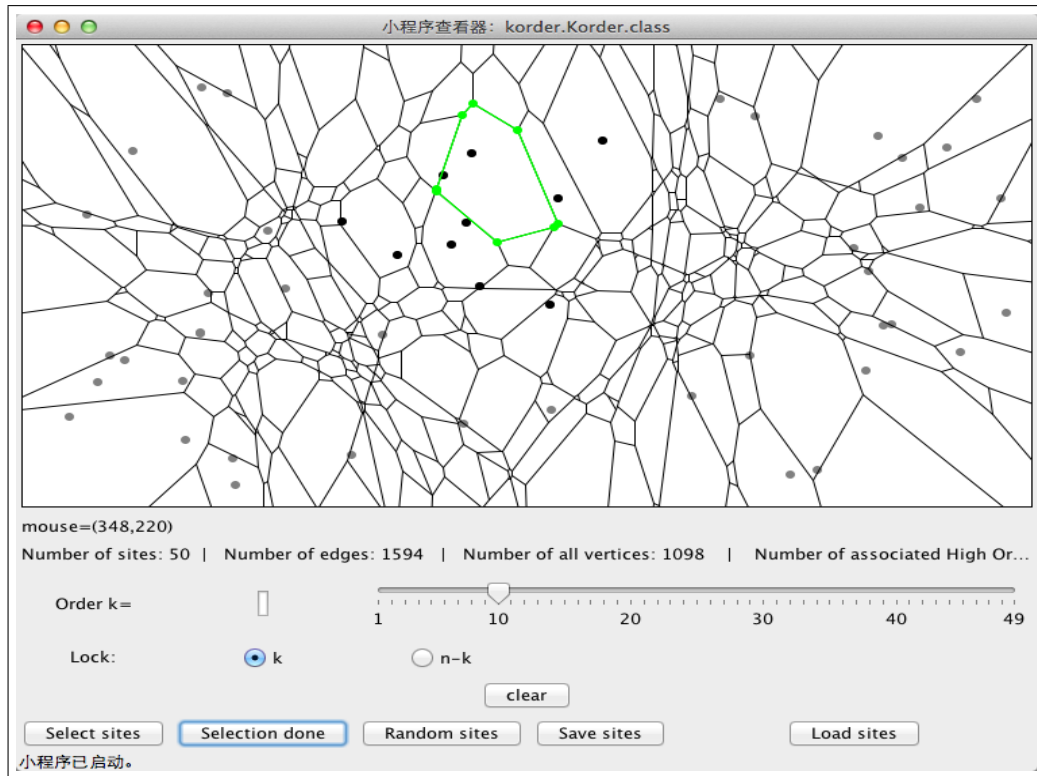 小程序查看器: korder.Korder.class
mouse=(348,220)
Number of sites: 50 | Number of edges: 1594 | Number of all vertices: 1098 | Number of associated High Or...
Order k=
1 10 20 30 40 49
Lock: k n-k
clear
Select sites Selection done Random sites Save sites Load sites
小程序已启动。